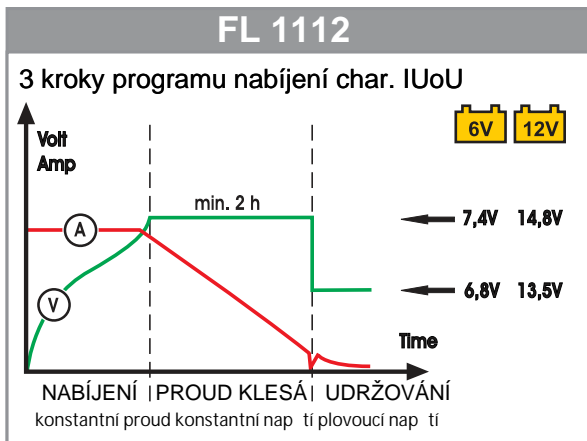 FL 1112
3 kroky programu nabíjení char. IUoU
6V 12V
Volt
Amp
min. 2 h
A
7,4V 14,8V
V
6,8V 13,5V
Time
NABÍJENÍ PROUD KLESÁ UDRŽOVÁNÍ
konstantní proud konstantní nap tí plovoucí nap tí